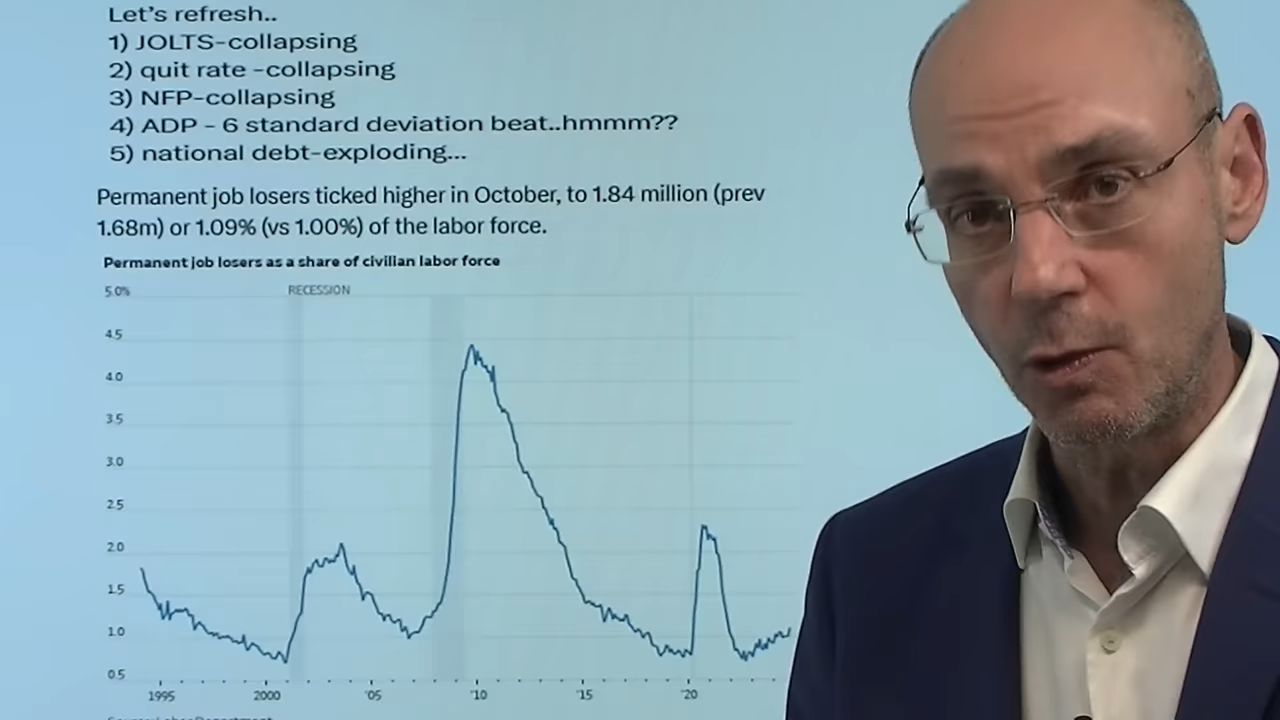 Let's refresh..
1) JOLTS-collapsing
2) quit rate -collapsing
3) NFP-collapsing
4) ADP - 6 standard deviation beat..hmmm??
5) national debt-exploding...
Permanent job losers ticked higher in October, to 1.84 million (prev
1.68m) or 1.09% (vs 1.00%) of the labor force.
Permanent job losers as a share of civilian labor force
5.0%
RECESSION
4.5
4.0
3.5
3.0
2.5
2.0
1.5
1.0
0.5
1995 2000 '05 '10 '15 '20
Source: Labor Department